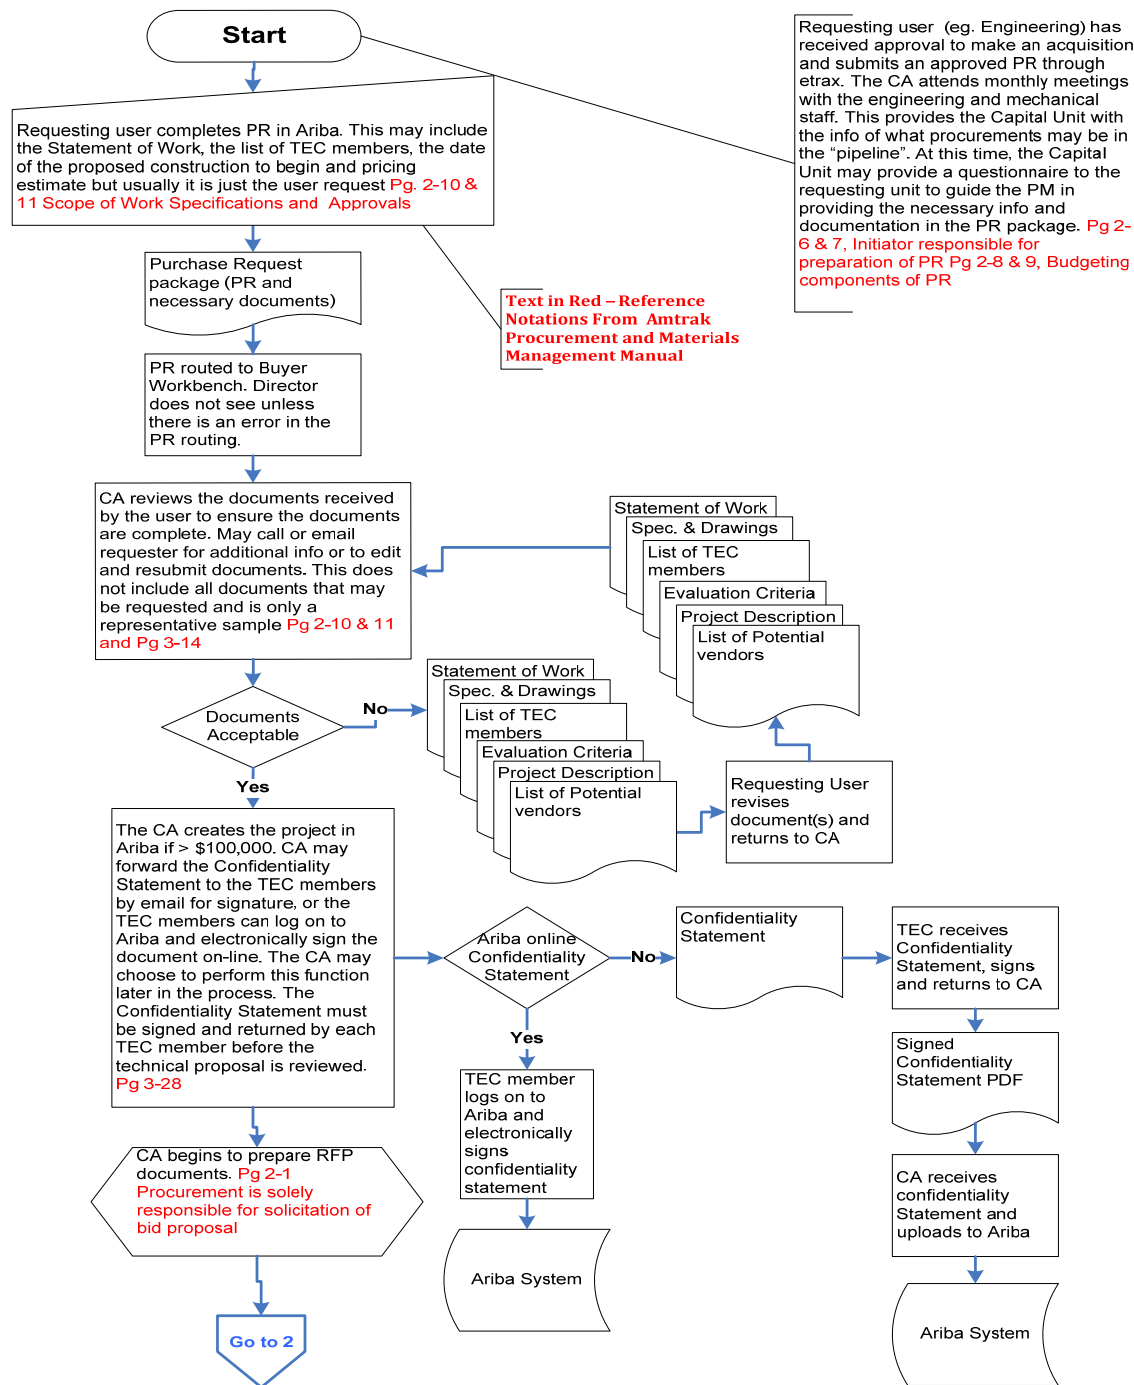 Start
Requesting user (eg. Engineering) has
received approval to make an acquisition
and submits an approved PR through
etrax. The CA attends monthly meetings
with the engineering and mechanical
staff. This provides the Capital Unit with
the info of what procurements may be in
the “pipeline”. At this time, the Capital
Unit may provide a questionnaire to the
requesting unit to guide the PM in
providing the necessary info and
documentation in the PR package. Pg 2-
6 & 7, Initiator responsible for
preparation of PR Pg 2-8 & 9, Budgeting
components of PR
Requesting user completes PR in Ariba. This may include
the Statement of Work, the list of TEC members, the date
of the proposed construction to begin and pricing
estimate but usually it is just the user request Pg. 2-10 &
11 Scope of Work Specifications and Approvals
Text in Red – Reference
Notations From Amtrak
Procurement and Materials
Management Manual
Purchase Request
package (PR and
necessary documents)
PR routed to Buyer
Workbench. Director
does not see unless
there is an error in the
PR routing.
CA reviews the documents received
by the user to ensure the documents
are complete. May call or email
requester for additional info or to edit
and resubmit documents. This does
not include all documents that may
be requested and is only a
representative sample Pg 2-10 & 11
and Pg 3-14
Statement of Work
Spec. & Drawings
List of TEC
members
Evaluation Criteria
Project Description
List of Potential
vendors
Documents
Acceptable
No
Yes
Statement of Work
Spec. & Drawings
List of TEC
members
Evaluation Criteria
Project Description
List of Potential
vendors
Requesting User
revises
document(s) and
returns to CA
The CA creates the project in
Ariba if > $100,000. CA may
forward the Confidentiality
Statement to the TEC members
by email for signature, or the
TEC members can log on to
Ariba and electronically sign the
document on-line. The CA may
choose to perform this function
later in the process. The
Confidentiality Statement must
be signed and returned by each
TEC member before the
technical proposal is reviewed.
Pg 3-28
Ariba online
Confidentiality
Statement
No
Yes
Confidentiality
Statement
TEC receives
Confidentiality
Statement, signs
and returns to CA
Signed
Confidentiality
Statement PDF
CA receives
confidentiality
Statement and
uploads to Ariba
Ariba System
TEC member
logs on to
Ariba and
electronically
signs
confidentiality
statement
Ariba System
CA begins to prepare RFP
documents. Pg 2-1
Procurement is solely
responsible for solicitation of
bid proposal
Go to 2